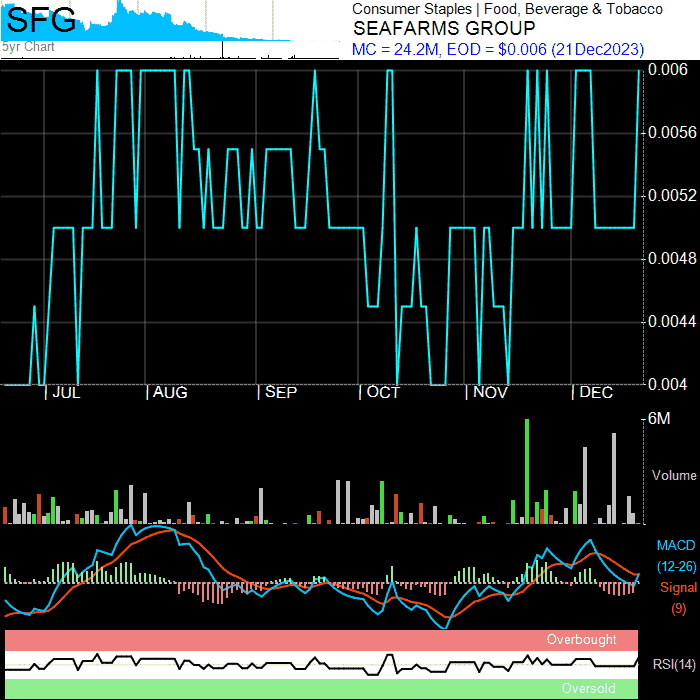 SFG
5yr Chart
Consumer Staples | Food, Beverage & Tobacco
SEAFARMS GROUP
MC = 24.2M, EOD = $0.006 (21Dec2023)
0.006
0.0056
0.0052
0.0048
0.0044
0.004
JUL AUG SEP OCT NOV DEC
6M
Volume
MACD
(12-26)
Signal
(9)
Overbought
RSI(14)
Oversold